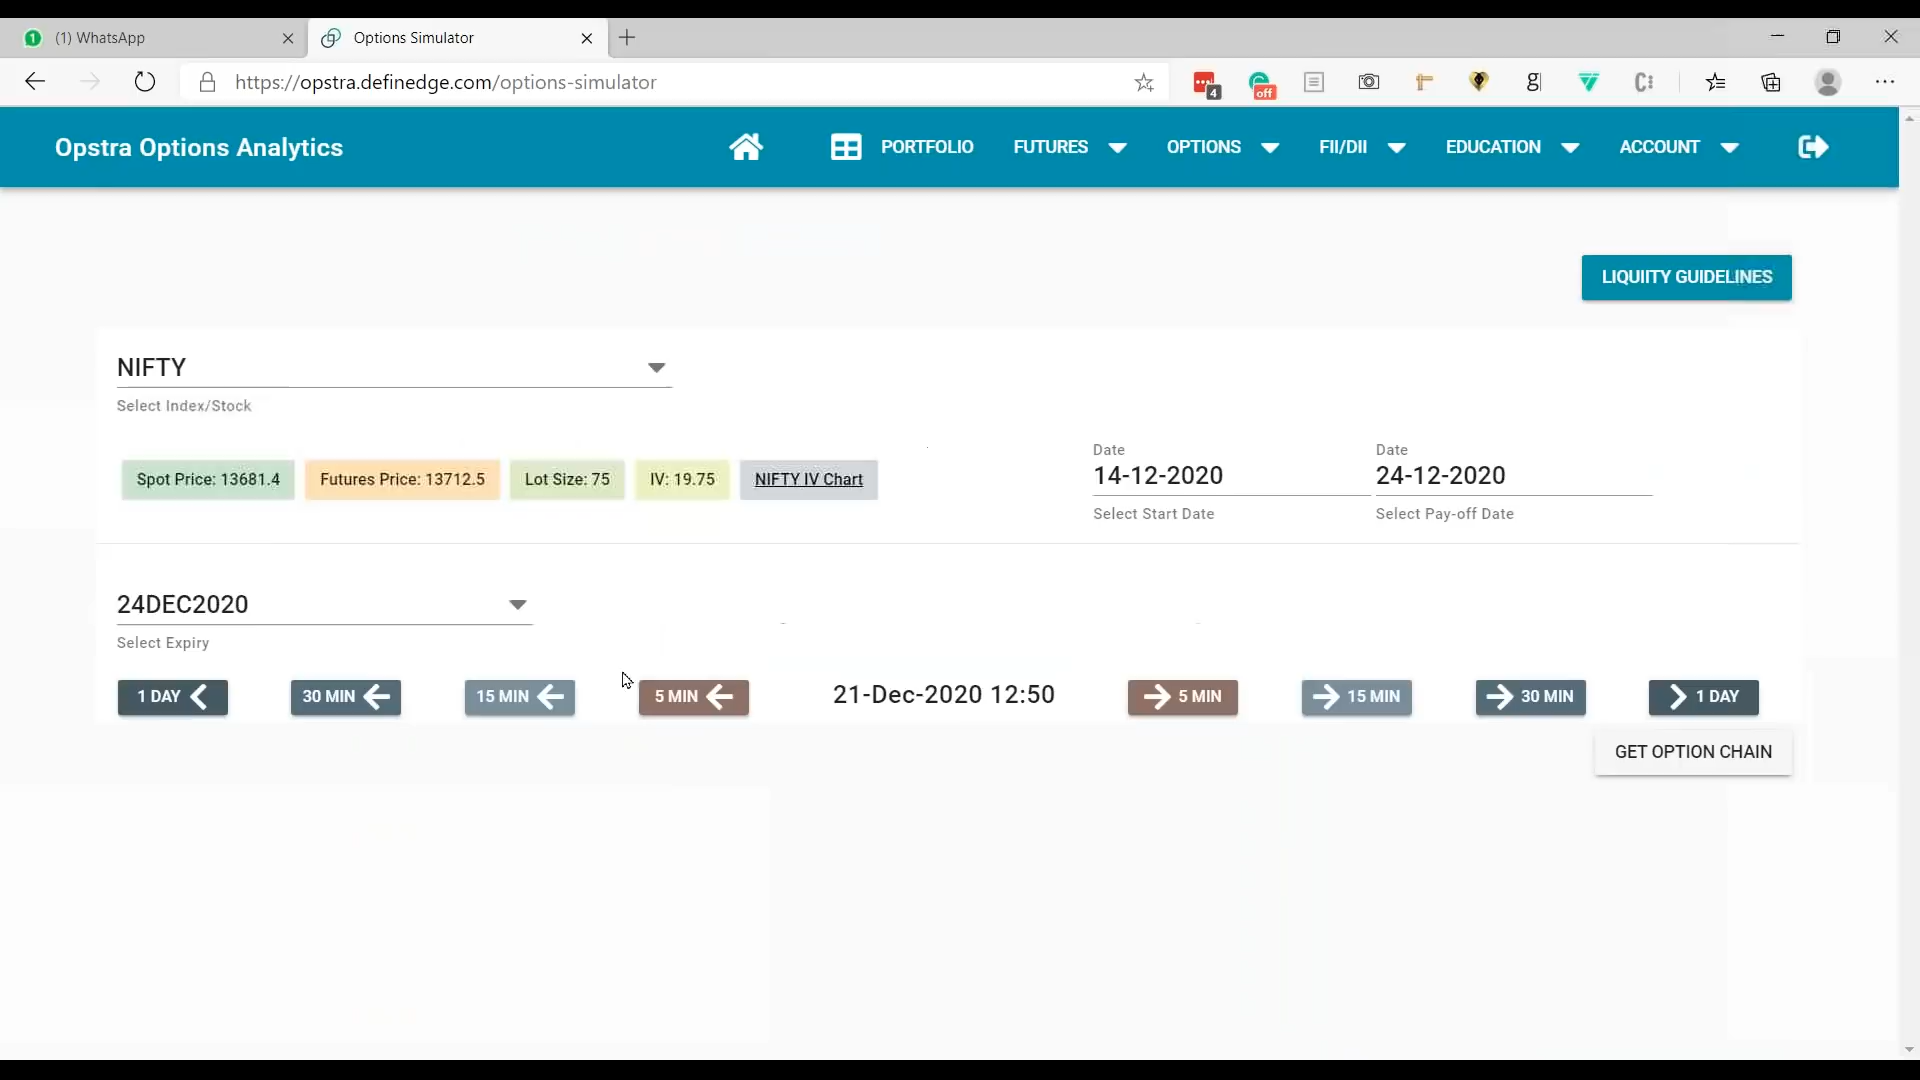 (1) WhatsApp
Options Simulator
https://opstra.definedge.com/options-simulator
4
off
g
Opstra Options Analytics
PORTFOLIO
FUTURES
OPTIONS
FII/DII
EDUCATION
ACCOUNT
LIQUIITY GUIDELINES
NIFTY
Select Index/Stock
Spot Price: 13681.4
Futures Price: 13712.5
Lot Size: 75
IV: 19.75
NIFTY IV Chart
Date
14-12-2020
Select Start Date
Date
24-12-2020
Select Pay-off Date
24DEC2020
Select Expiry
1 DAY
30 MIN
15 MIN
5 MIN
21-Dec-2020 12:50
5 MIN
15 MIN
30 MIN
1 DAY
GET OPTION CHAIN